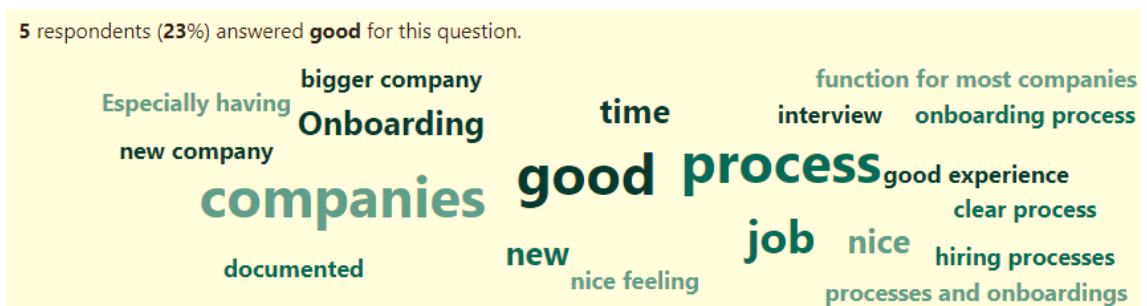 5 respondents (23%) answered good for this question.
bigger company
function for most companies
Especially having
Onboarding
time
interview
onboarding process
new company
good
process
good experience
companies
clear process
job
nice
new
hiring processes
documented
nice feeling
processes and onboardings